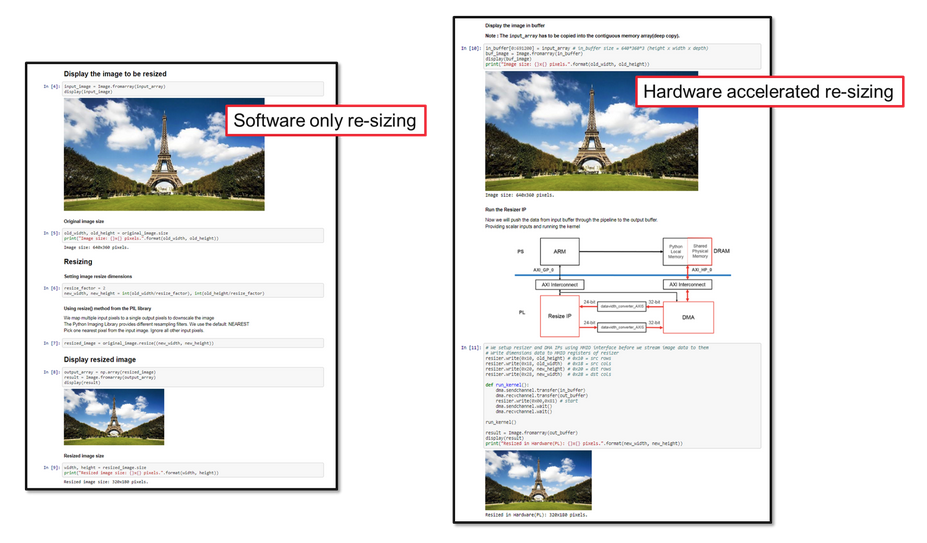 Display the image to be resized
In [4]: input_image = Image.fromarray(input_array)
display(input_image)
Software only re-sizing
Original image size
In [5]: old_width, old_height = original_image.size
print("Image size: {}x{} pixels.".format(old_width, old_height))
Image size: 640x360 pixels.
Resizing
Setting image resize dimensions
In [6]: resize_factor = 2
new_width, new_height = int(old_width/resize_factor), int(old_height/resize_factor)
Using resize() method from the PIL library
We map multiple input pixels to a single output pixels to downscale the image
The Python Imaging Library provides different resampling filters. We use the default: NEAREST
Pick one nearest pixel from the input image. Ignore all other input pixels.
In [7]: resized_image = original_image.resize((new_width, new_height))
Display resized image
In [8]: output_array = np.array(resized_image)
result = Image.fromarray(output_array)
display(result)
Resized image size
In [9]: width, height = resized_image.size
print("Resized image size: {}x{} pixels.".format(width, height))
Resized image size: 320x180 pixels.
Display the image in buffer
Note : The input_array has to be copied into the contiguous memory array(deep copy).
In [10]: in_buffer[0:691200] = input_array # in_buffer size = 640*360*3 (height x width x depth)
buf_image = Image.fromarray(in_buffer)
display(buf_image)
print("Image size: {}x{} pixels.".format(old_width, old_height))
Hardware accelerated re-sizing
Image size: 640x360 pixels.
Run the Resizer IP
Now we will push the data from input buffer through the pipeline to the output buffer.
Providing scalar inputs and running the kernel
PS ARM Python Local Memory Shared Physical Memory DRAM
AXI_GP_0 AXI_HP_0
AXI Interconnect AXI Interconnect
PL Resize IP 24-bit data-width_converter_AXIS 32-bit DMA
24-bit data-width_converter_AXIS 32-bit
In [11]: # We setup resizer and DMA IPs using MMIO interface before we stream image data to them
# Write dimensions data to MMIO registers of resizer
resizer.write(0x10, old_height) # 0x10 = src rows
resizer.write(0x18, old_width) # 0x18 = src cols
resizer.write(0x20, new_height) # 0x20 = dst rows
resizer.write(0x28, new_width) # 0x28 = dst cols
def run_kernel():
dma.sendchannel.transfer(in_buffer)
dma.recvchannel.transfer(out_buffer)
resizer.write(0x00,0x81) # start
dma.sendchannel.wait()
dma.recvchannel.wait()
run_kernel()
result = Image.fromarray(out_buffer)
display(result)
print("Resized in Hardware(PL): {}x{} pixels.".format(new_width, new_height))
Resized in Hardware(PL): 320x180 pixels.